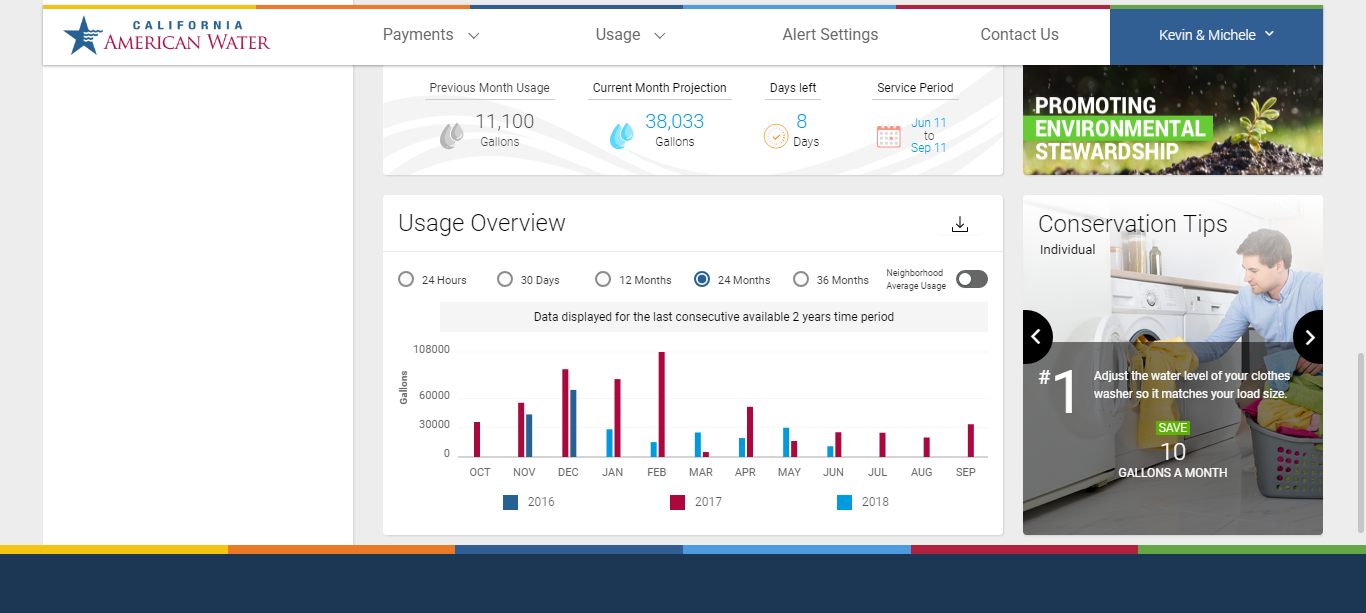 CALIFORNIA
AMERICAN WATER
Payments
Usage
Alert Settings
Contact Us
Kevin & Michele
Previous Month Usage
11,100
Gallons
Current Month Projection
38,033
Gallons
Days left
8
Days
Service Period
Jun 11
to
Sep 11
PROMOTING
ENVIRONMENTAL
STEWARDSHIP
Usage Overview
24 Hours
30 Days
12 Months
24 Months
36 Months
Neighborhood
Average Usage
Data displayed for the last consecutive available 2 years time period
Gallons
108000
60000
30000
0
OCT NOV DEC JAN FEB MAR APR MAY JUN JUL AUG SEP
2016 2017 2018
Conservation Tips
Individual
#1
Adjust the water level of your clothes
washer so it matches your load size.
SAVE
10
GALLONS A MONTH